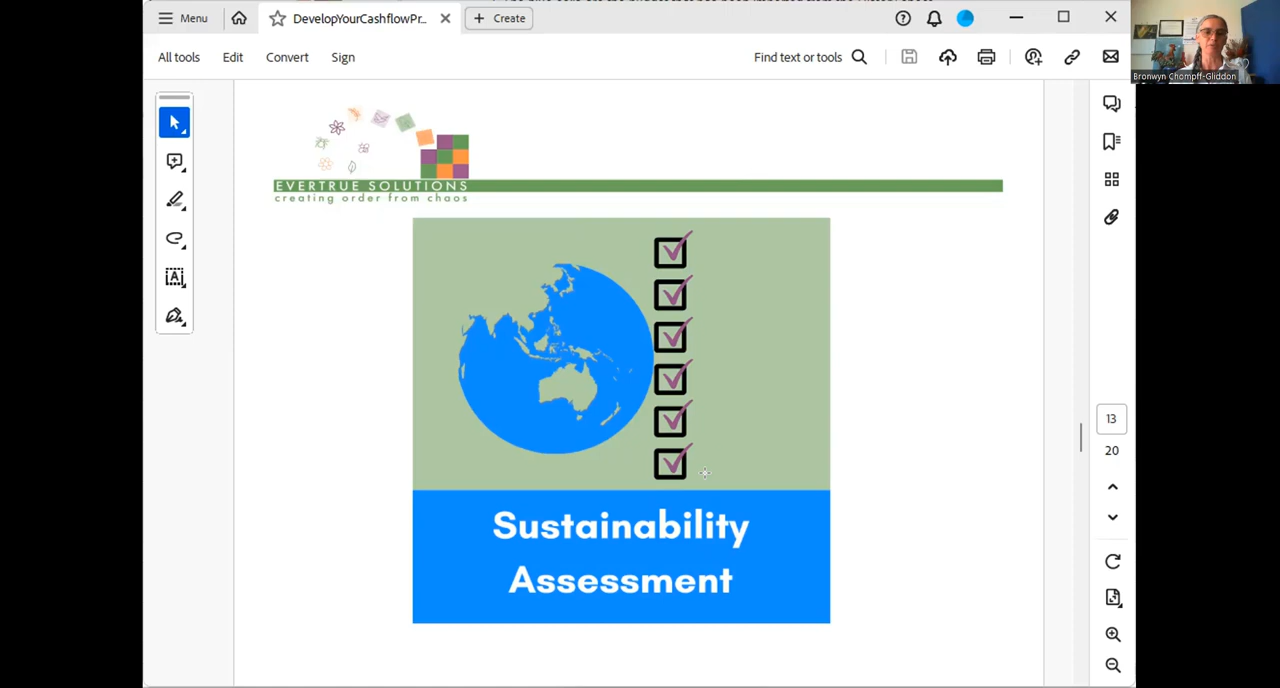 Menu
DevelopYourCashflowPr...
Create
All tools
Edit
Convert
Sign
Find text or tools
Bronwyn Chompff-Gliddon
EVERTRUE SOLUTIONS
creating order from chaos
Sustainability
Assessment
13
20